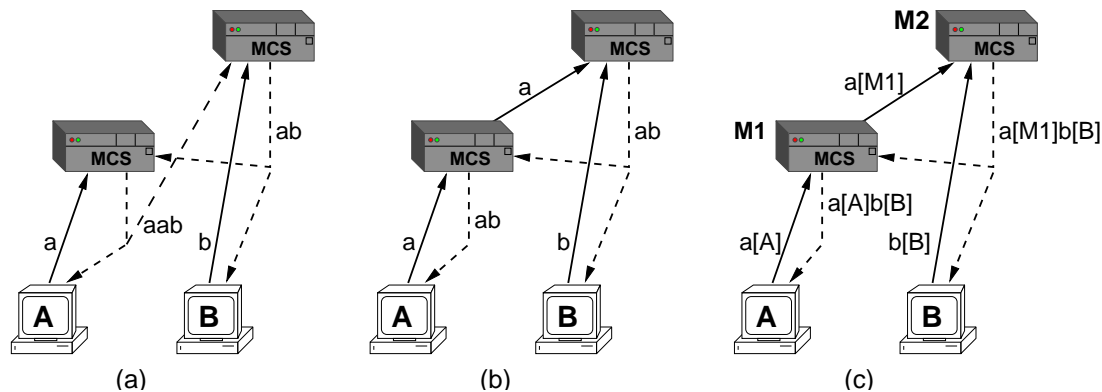 MCS
MCS
ab
a
aab
b
A
B
(a)
MCS
a
MCS
ab
a
ab
b
A
B
(b)
M2
MCS
a[M1]
M1
MCS
a[M1]b[B]
a[A]b[B]
a[A]
b[B]
A
B
(c)